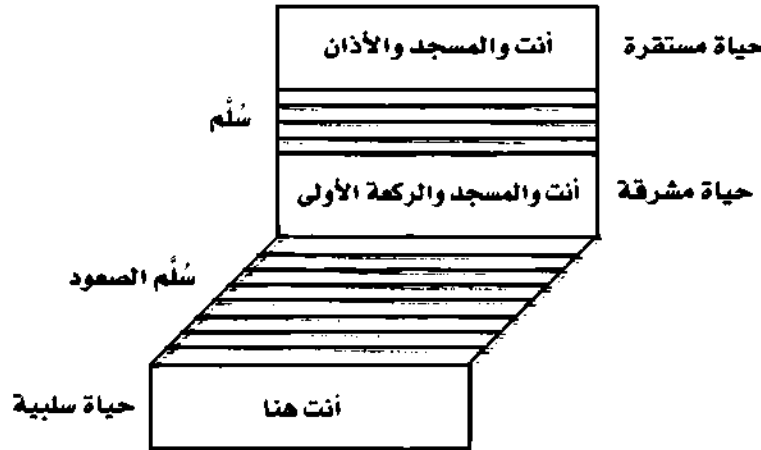 أنت والمسجد والأذان
حياة مستقرة
سُلَّم
أنت والمسجد والركعة الأولى
حياة مشرقة
سُلَّم الصعود
أنت هنا
حياة سلبية